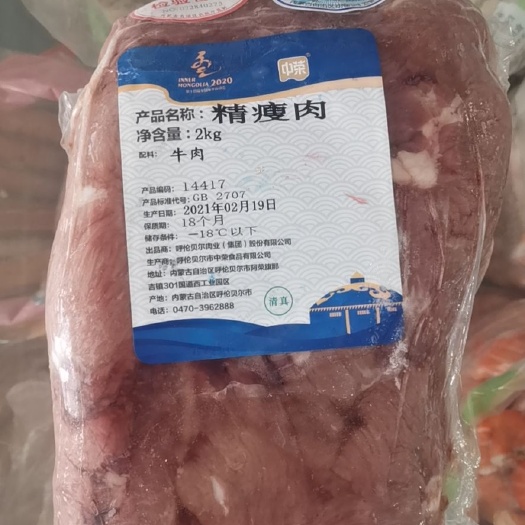 INNER
MONGOLIA 2020
中荣
产品名称：精瘦肉
净含量：2kg
配料： 牛肉
产品编码： 14417
产品标准代号：GB 2707
生产日期： 2021年02月19日
保质期： 18个月
储存条件： -18℃以下
出品商：呼伦贝尔肉业（集团）股份有限公司
生产商：呼伦贝尔市中荣食品有限公司
地址：内蒙古自治区呼伦贝尔市阿荣旗那
吉镇301国道西工业园区
产地：内蒙古自治区呼伦贝尔市
电话：0470-3962888
清真